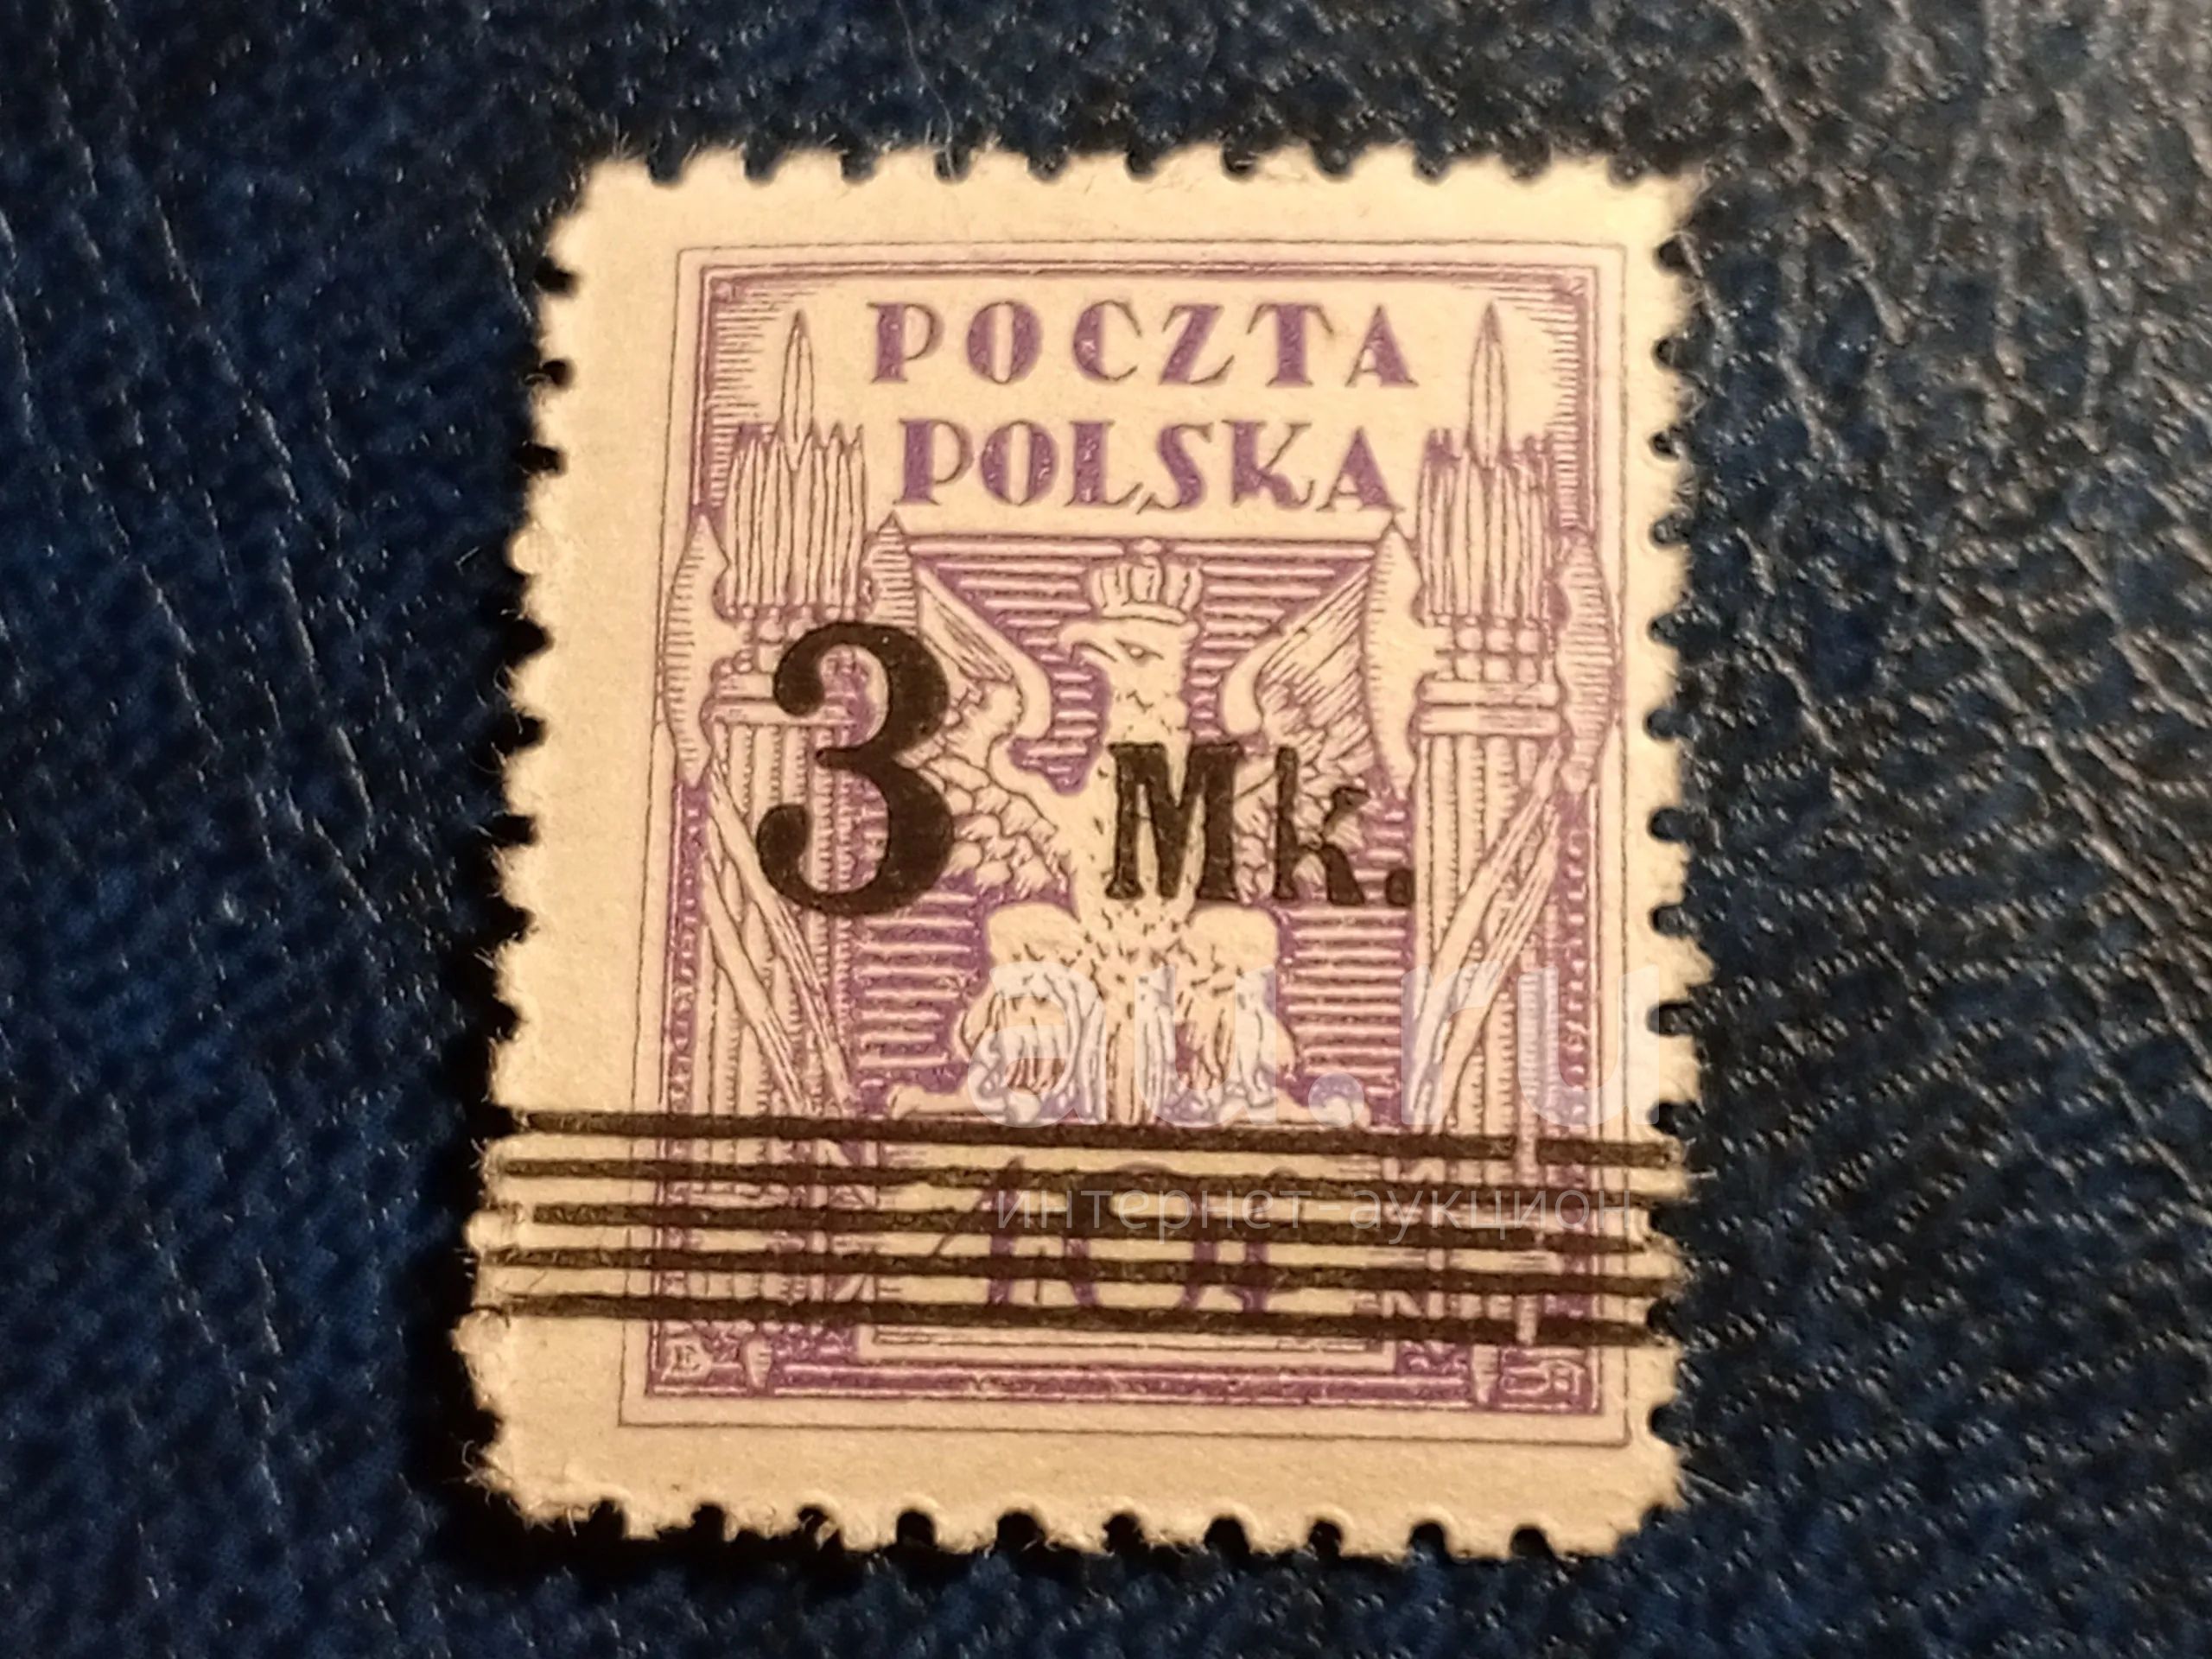 POCZTA
POLSKA
3 Mk.
au.ru
интернет-аукцион